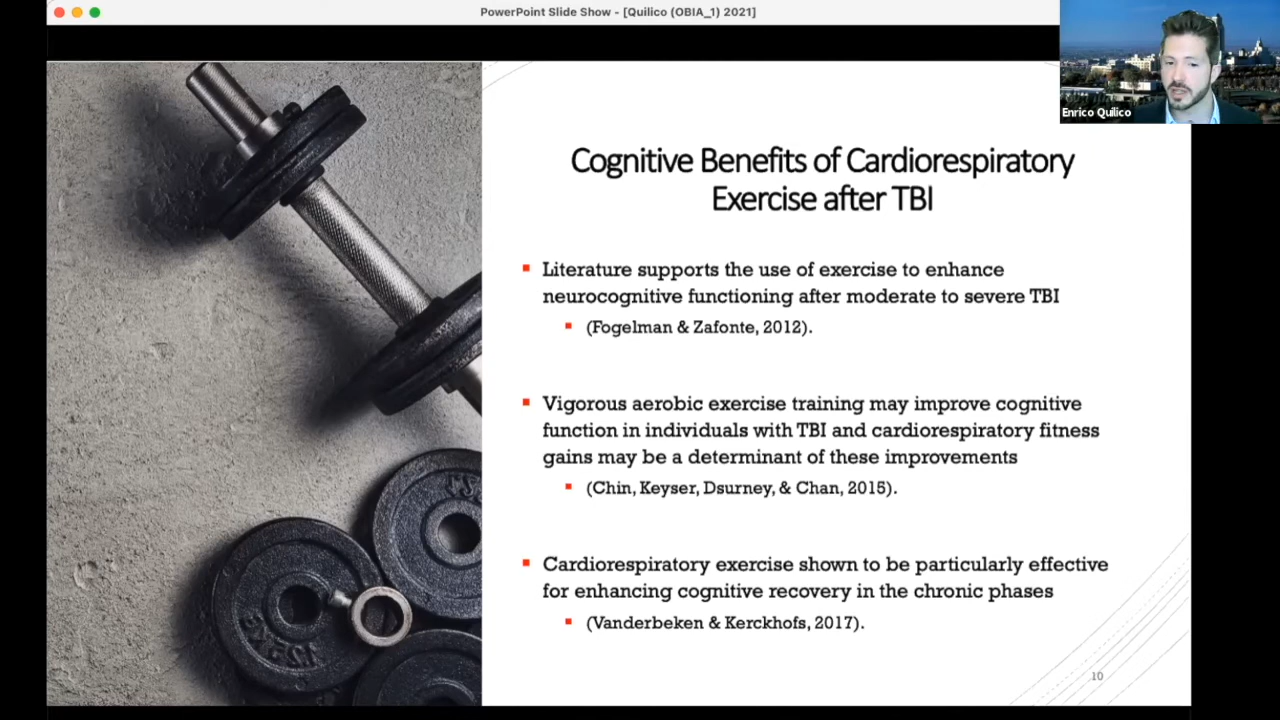 PowerPoint Slide Show - [Quilico (OBIA_1) 2021]
Enrico Quilico
Cognitive Benefits of Cardiorespiratory
Exercise after TBI
Literature supports the use of exercise to enhance
neurocognitive functioning after moderate to severe TBI
(Fogelman & Zafonte, 2012).
Vigorous aerobic exercise training may improve cognitive
function in individuals with TBI and cardiorespiratory fitness
gains may be a determinant of these improvements
(Chin, Keyser, Dsurney, & Chan, 2015).
Cardiorespiratory exercise shown to be particularly effective
for enhancing cognitive recovery in the chronic phases
(Vanderbeken & Kerckhofs, 2017).
10